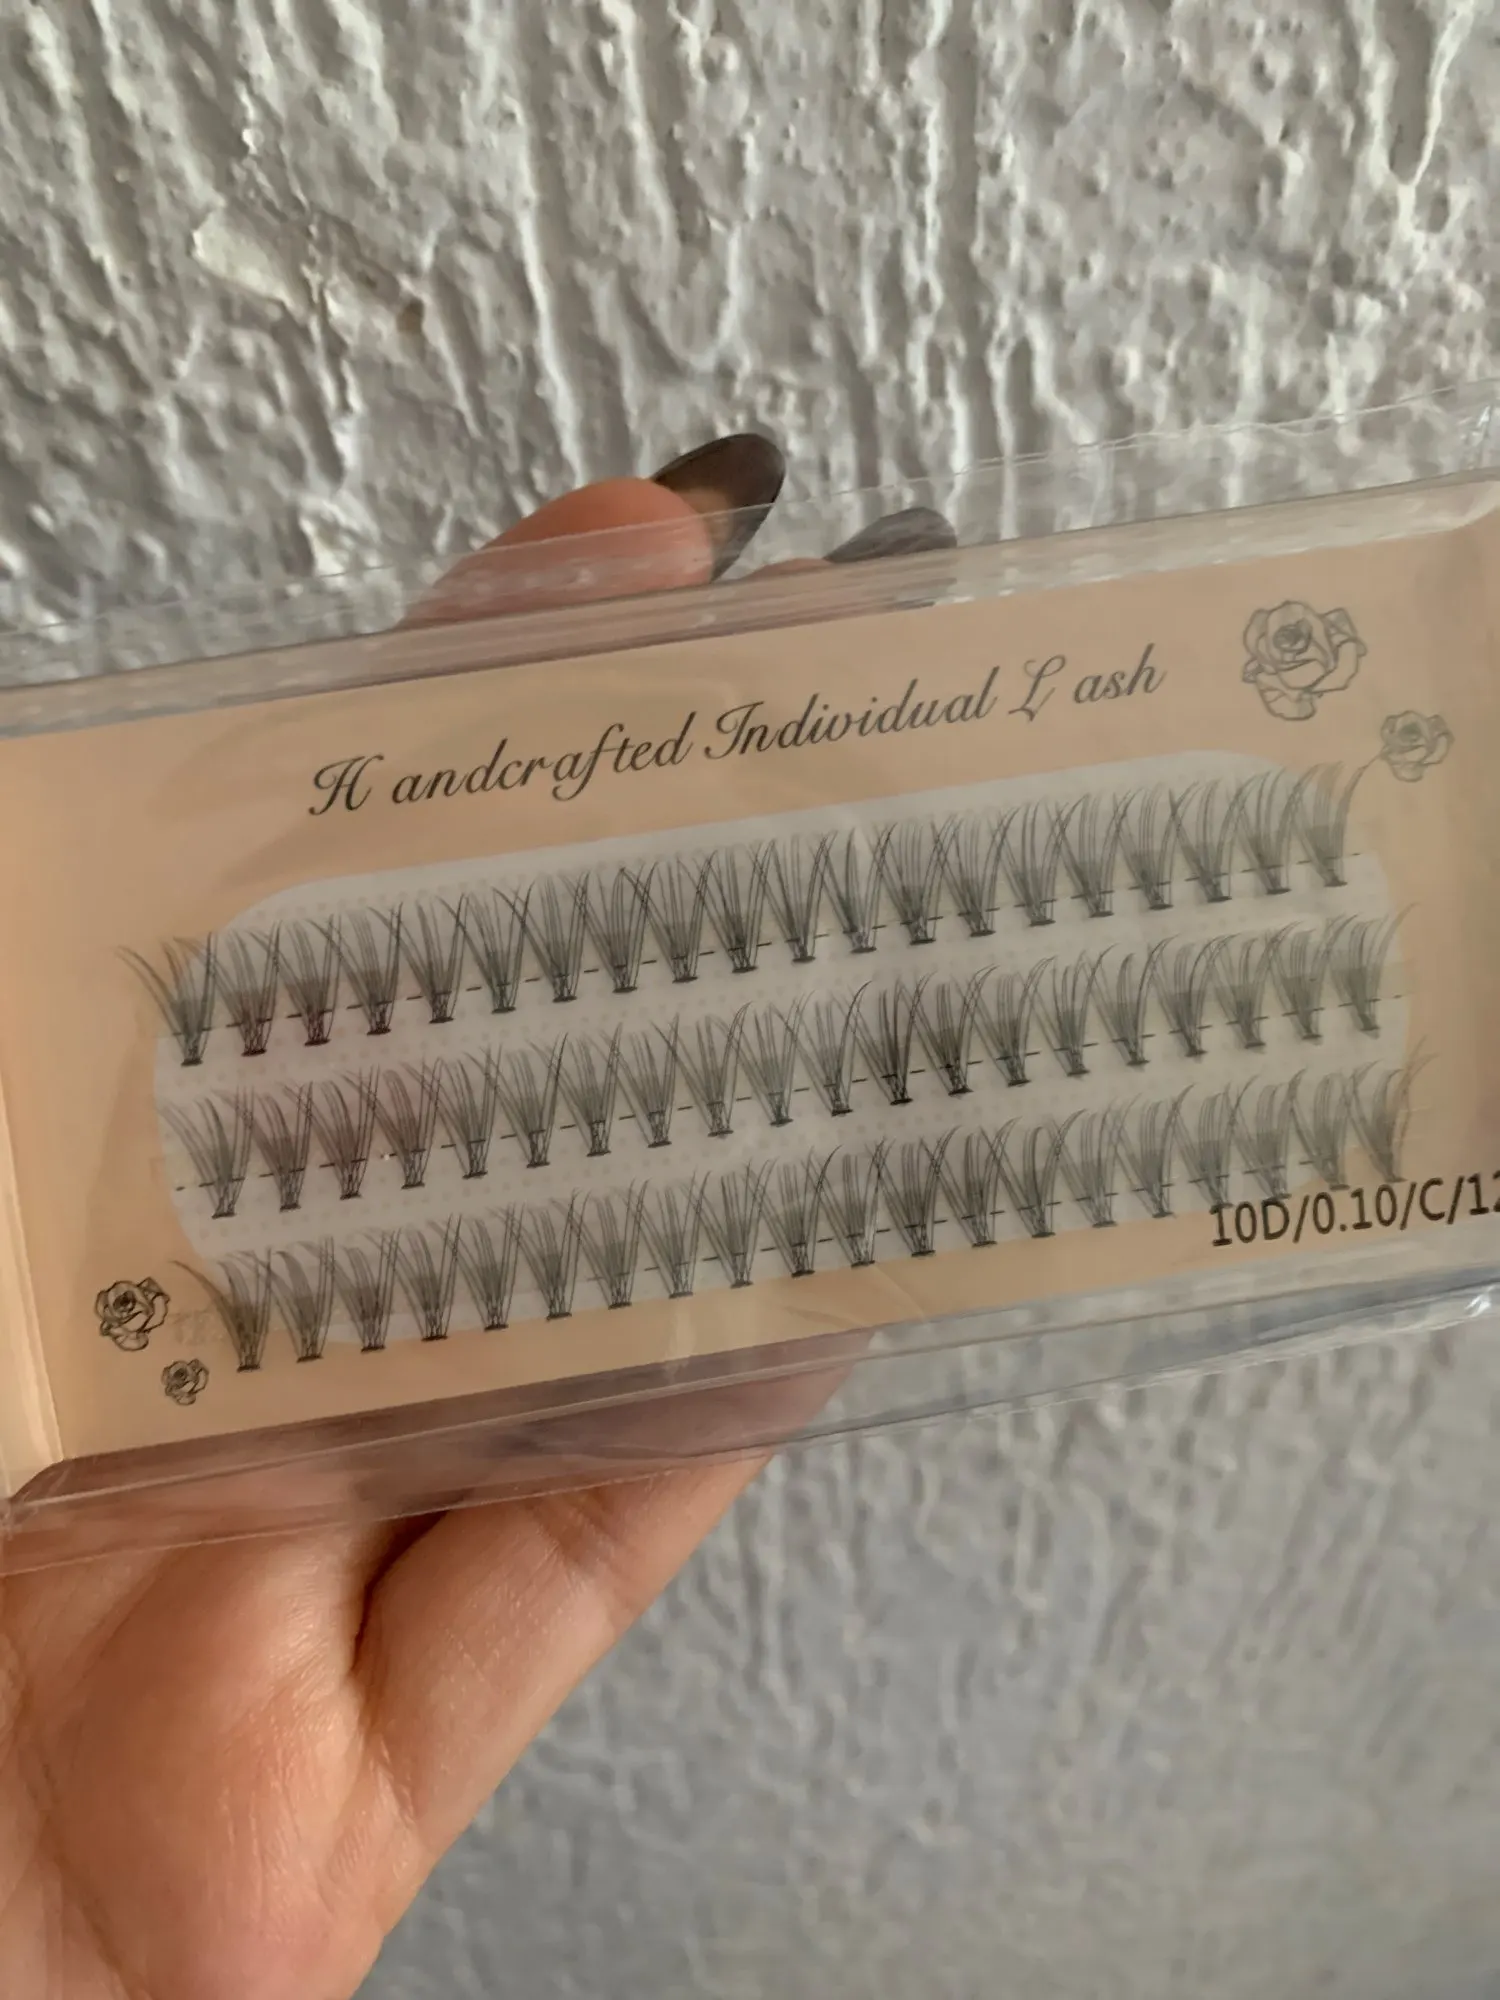 Handcrafted Individual Lash
10D/0.10/C/12